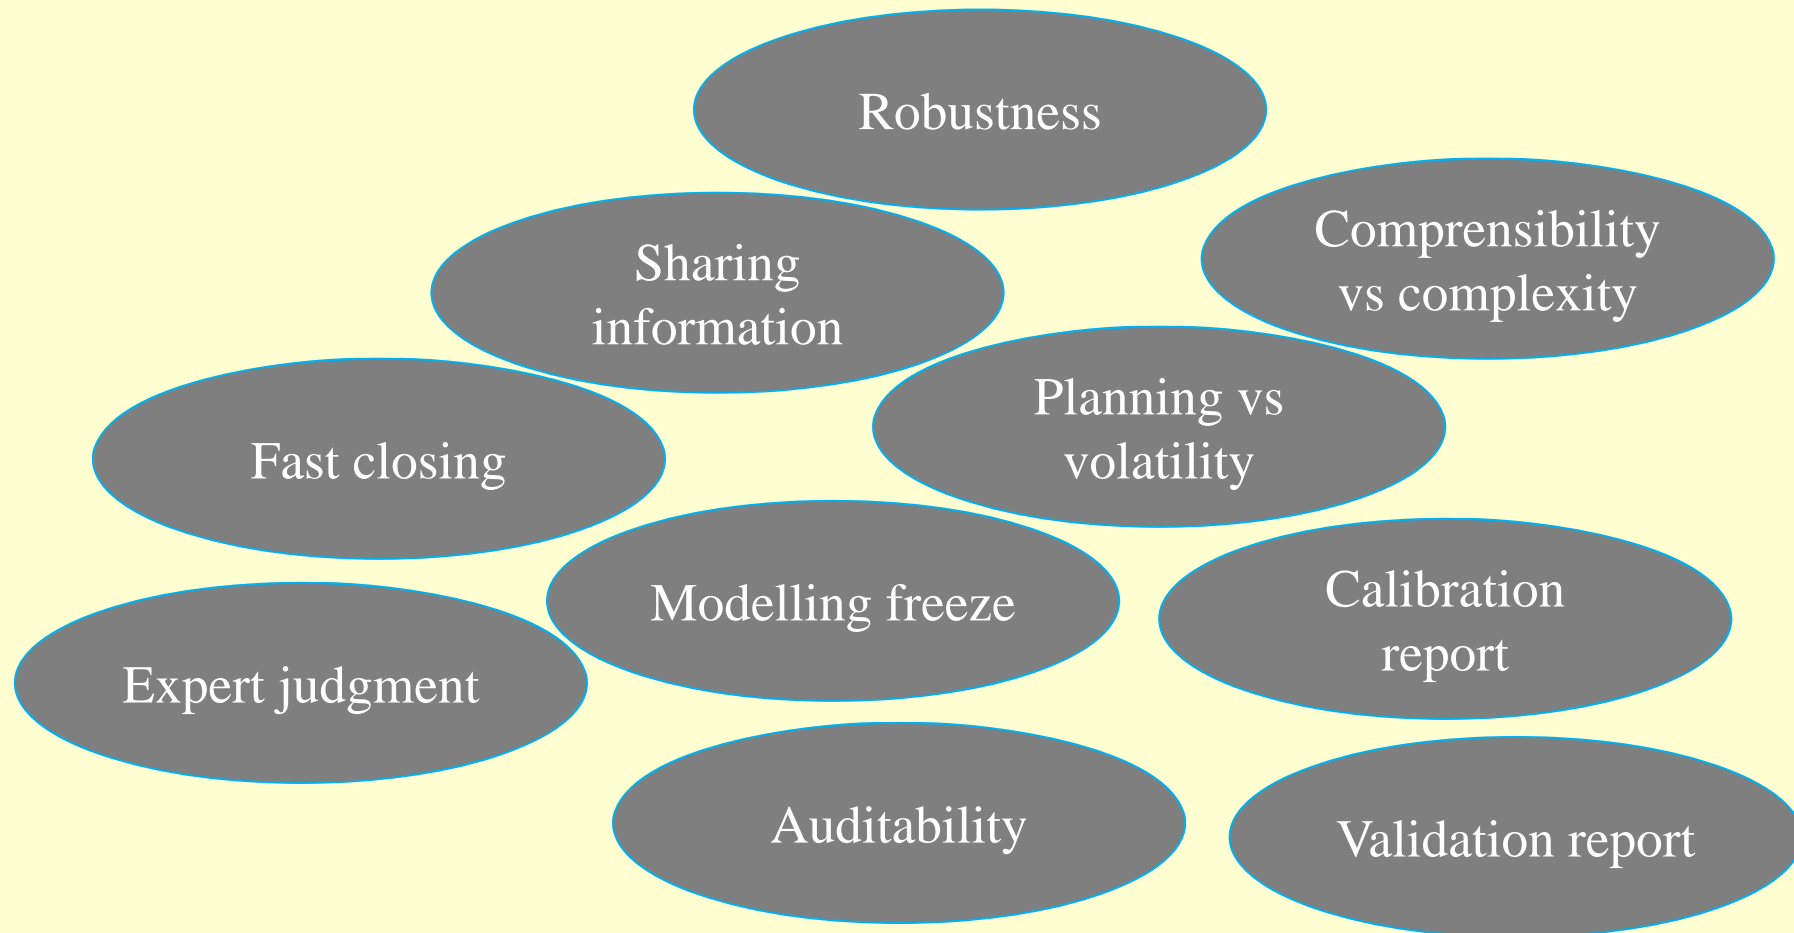 Robustness
Comprensibility
vs complexity
Sharing
information
Planning vs
volatility
Fast closing
Modelling freeze
Calibration
report
Expert judgment
Auditability
Validation report